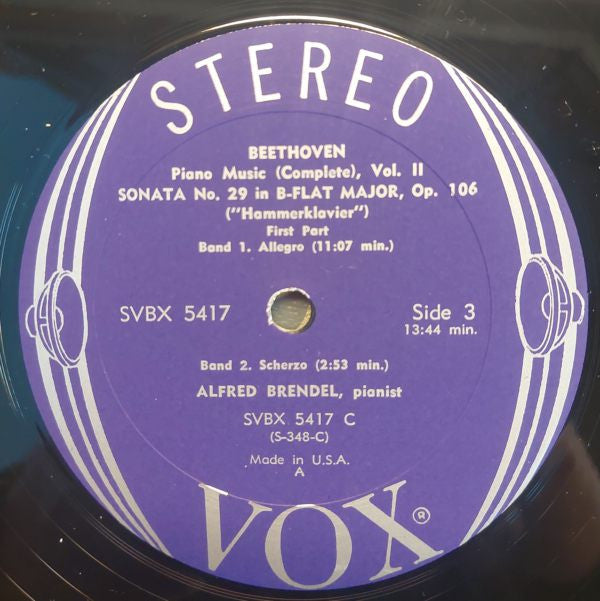 STEREO
BEETHOVEN
Piano Music (Complete), Vol. II
SONATA No. 29 in B-FLAT MAJOR, Op. 106
("Hammerklavier")
First Part
Band 1. Allegro (11:07 min.)
SVBX 5417
Side 3
13:44 min.
Band 2. Scherzo (2:53 min.)
ALFRED BRENDEL, pianist
SVBX 5417 C
(S-348-C)
Made in U.S.A.
A
VOX®